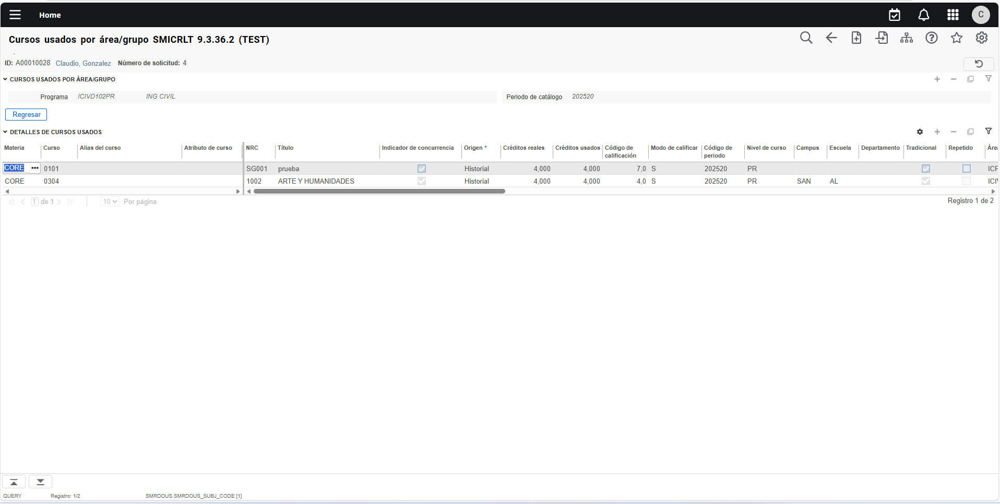 Home
C
Cursos usados por área/grupo SMICRLT 9.3.36.2 (TEST)
ID: A00010028 Claudio, Gonzalez Número de solicitud: 4
CURSOS USADOS POR ÁREA/GRUPO
Programa ICIVD102PR ING CIVIL Periodo de catálogo 202520
Regresar
DETALLES DE CURSOS USADOS
Materia Curso Alias del curso Atributo de curso NRC Título Indicador de concurrencia Origen * Créditos reales Créditos usados Código de calificación Modo de calificar Código de periodo Nivel de curso Campus Escuela Departamento Tradicional Repetido Área
CORE ••• 0101 SG001 prueba Historial 4,000 4,000 7,0 S 202520 PR
CORE 0304 1002 ARTE Y HUMANIDADES Historial 4,000 4,000 4,0 S 202520 PR SAN AL
1 de 1 10 Por página Registro 1 de 2
QUERY Registro: 1/2 SMRDOUS.SMRDOUS_SUBJ_CODE [1]